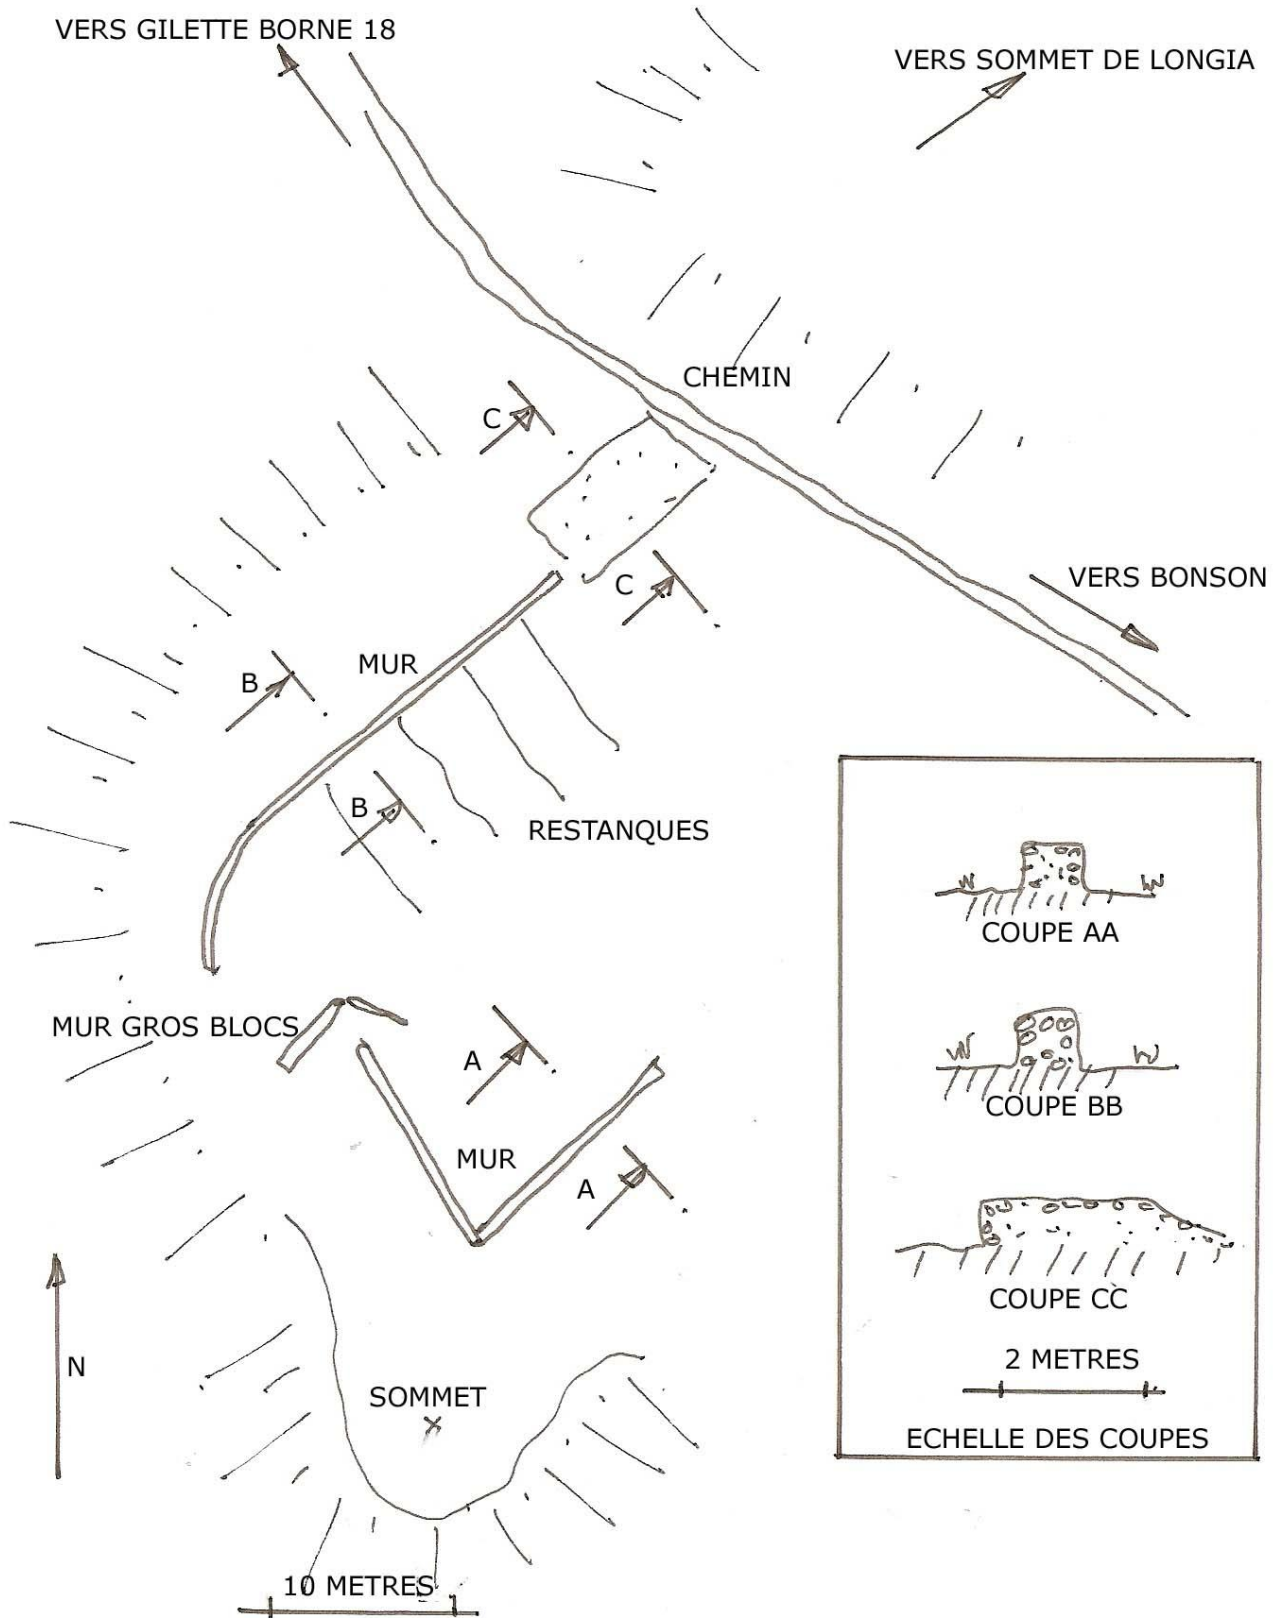 VERS GILETTE BORNE 18
VERS SOMMET DE LONGIA
CHEMIN
C
C
VERS BONSON
MUR
B
B
RESTANQUES
MUR GROS BLOCS
A
MUR
A
N
SOMMET
10 METRES
COUPE AA
COUPE BB
COUPE CC
2 METRES
ECHELLE DES COUPES